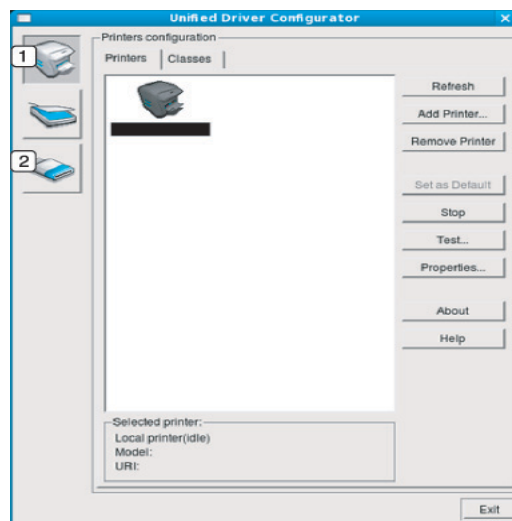 Unified Driver Configurator
1
2
Printers configuration
Printers
Classes
Refresh
Add Printer...
Remove Printer
Set as Default
Stop
Test...
Properties...
About
Help
Selected printer:
Local printer(idle)
Model:
URI:
Exit